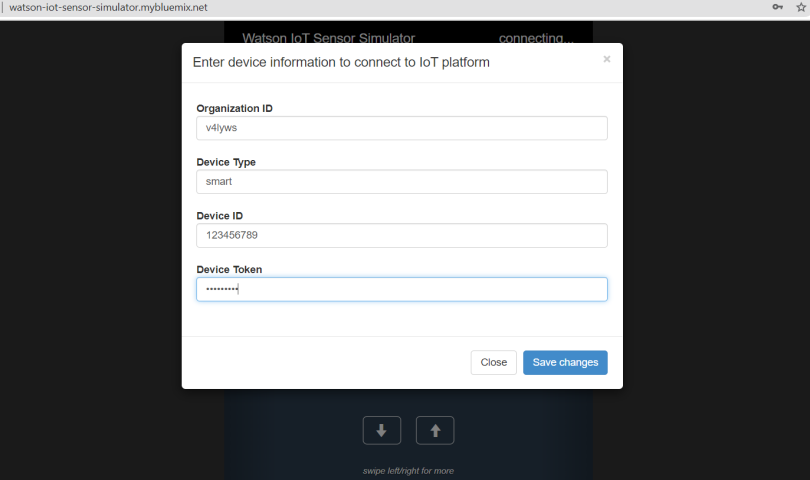 watson-iot-sensor-simulator.mybluemix.net
Watson IoT Sensor Simulator connecting...
Enter device information to connect to IoT platform ×
Organization ID
v4lyws
Device Type
smart
Device ID
123456789
Device Token
•••••••••
Close Save changes
swipe left/right for more